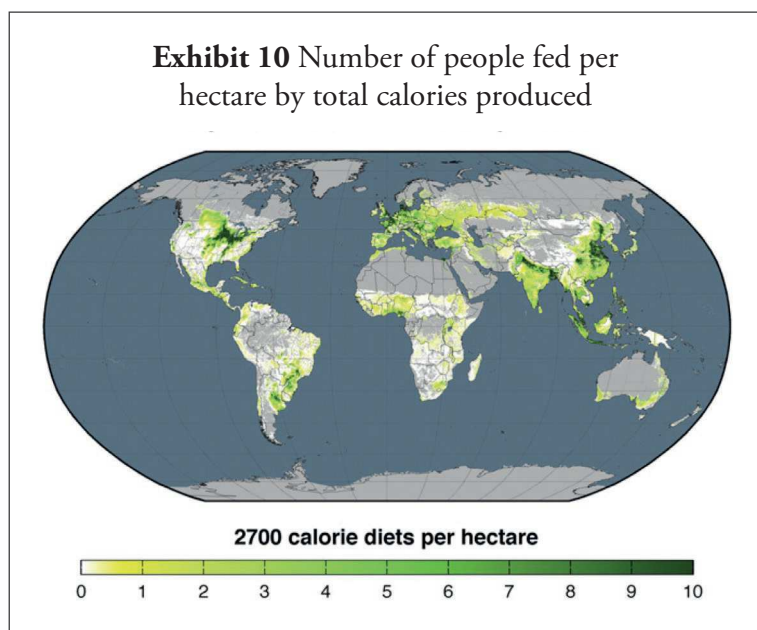 Exhibit 10 Number of people fed per
hectare by total calories produced
2700 calorie diets per hectare
0 1 2 3 4 5 6 7 8 9 10